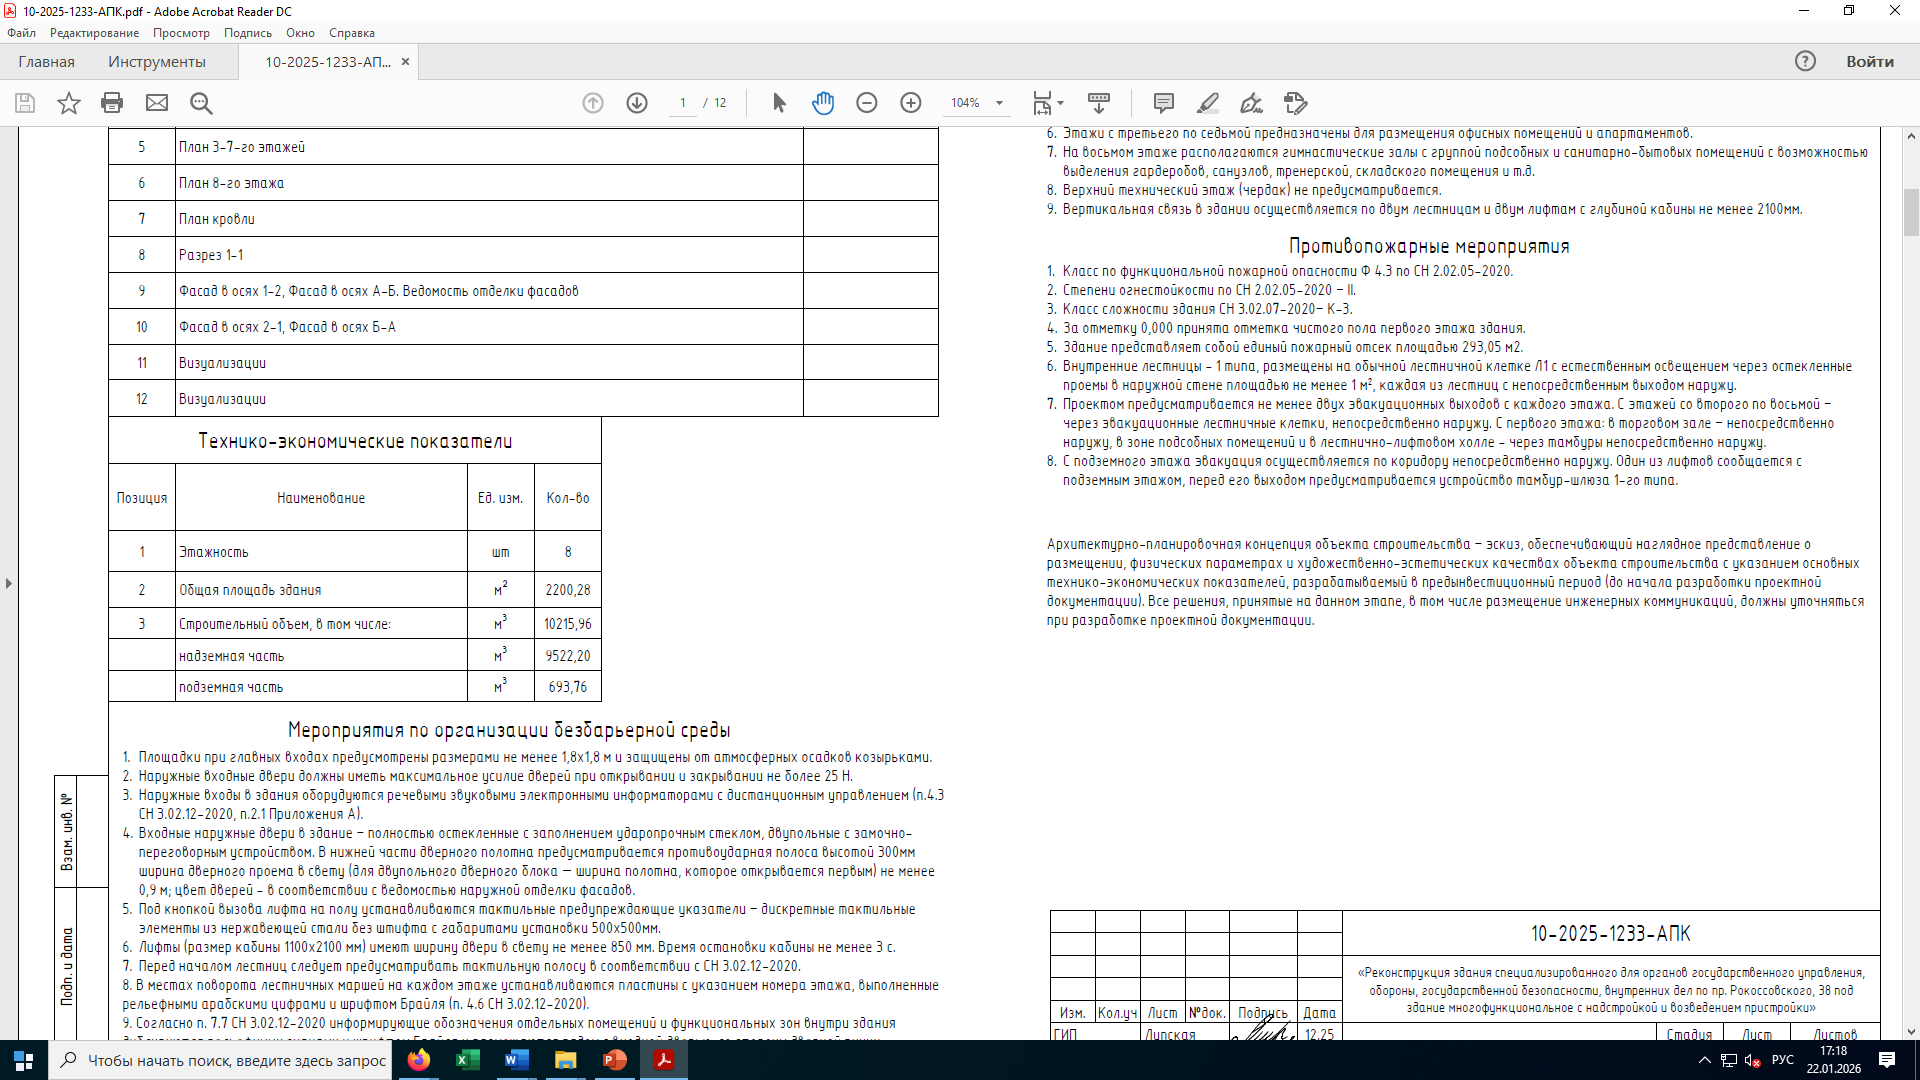 10-2025-1233-АПК.pdf - Adobe Acrobat Reader DC
Файл Редактирование Просмотр Подпись Окно Справка
Главная Инструменты 10-2025-1233-АП... × Войти
1 / 12 104%
5 План 3-7-го этажей
6 План 8-го этажа
7 План кровли
8 Разрез 1-1
9 Фасад в осях 1-2, Фасад в осях А-Б. Ведомость отделки фасадов
10 Фасад в осях 2-1, Фасад в осях Б-А
11 Визуализации
12 Визуализации
Технико-экономические показатели
Позиция Наименование Ед. изм. Кол-во
1 Этажность шт 8
2 Общая площадь здания м² 2200,28
3 Строительный объем, в том числе: м³ 10215,96
надземная часть м³ 9522,20
подземная часть м³ 693,76
Мероприятия по организации безбарьерной среды
1. Площадки при главных входах предусмотрены размерами не менее 1,8х1,8 м и защищены от атмосферных осадков козырьками.
2. Наружные входные двери должны иметь максимальное усилие дверей при открывании и закрывании не более 25 Н.
3. Наружные входы в здания оборудуются речевыми звуковыми электронными информаторами с дистанционным управлением (п.4.3
СН 3.02.12-2020, п.2.1 Приложения А).
4. Входные наружные двери в здание – полностью остекленные с заполнением ударопрочным стеклом, двупольные с замочно-
переговорным устройством. В нижней части дверного полотна предусматривается противоударная полоса высотой 300мм
ширина дверного проема в свету (для двупольного дверного блока – ширина полотна, которое открывается первым) не менее
0,9 м; цвет дверей - в соответствии с ведомостью наружной отделки фасадов.
5. Под кнопкой вызова лифта на полу устанавливаются тактильные предупреждающие указатели – дискретные тактильные
элементы из нержавеющей стали без штифта с габаритами установки 500х500мм.
6. Лифты (размер кабины 1100х2100 мм) имеют ширину двери в свету не менее 850 мм. Время остановки кабины не менее 3 с.
7. Перед началом лестниц следует предусматривать тактильную полосу в соответствии с СН 3.02.12-2020.
8. В местах поворота лестничных маршей на каждом этаже устанавливаются пластины с указанием номера этажа, выполненные
рельефными арабскими цифрами и шрифтом Брайля (п. 4.6 СН 3.02.12-2020).
9. Согласно п. 7.7 СН 3.02.12-2020 информирующие обозначения отдельных помещений и функциональных зон внутри здания
Взам. инв. №
Подп. и дата
6. Этажи с третьего по седьмой предназначены для размещения офисных помещений и апартаментов.
7. На восьмом этаже располагаются гимнастические залы с группой подсобных и санитарно-бытовых помещений с возможностью
выделения гардеробов, санузлов, тренерской, складского помещения и т.д.
8. Верхний технический этаж (чердак) не предусматривается.
9. Вертикальная связь в здании осуществляется по двум лестницам и двум лифтам с глубиной кабины не менее 2100мм.
Противопожарные мероприятия
1. Класс по функциональной пожарной опасности Ф 4.3 по СН 2.02.05-2020.
2. Степени огнестойкости по СН 2.02.05-2020 – II.
3. Класс сложности здания СН 3.02.07-2020– К-3.
4. За отметку 0,000 принята отметка чистого пола первого этажа здания.
5. Здание представляет собой единый пожарный отсек площадью 293,05 м2.
6. Внутренние лестницы - 1 типа, размещены на обычной лестничной клетке Л1 с естественным освещением через остекленные
проемы в наружной стене площадью не менее 1 м², каждая из лестниц с непосредственным выходом наружу.
7. Проектом предусматривается не менее двух эвакуационных выходов с каждого этажа. С этажей со второго по восьмой –
через эвакуационные лестничные клетки, непосредственно наружу. С первого этажа: в торговом зале – непосредственно
наружу, в зоне подсобных помещений и в лестнично-лифтовом холле - через тамбуры непосредственно наружу.
8. С подземного этажа эвакуация осуществляется по коридору непосредственно наружу. Один из лифтов сообщается с
подземным этажом, перед его выходом предусматривается устройство тамбур-шлюза 1-го типа.
Архитектурно-планировочная концепция объекта строительства – эскиз, обеспечивающий наглядное представление о
размещении, физических параметрах и художественно-эстетических качествах объекта строительства с указанием основных
технико-экономических показателей, разрабатываемый в предынвестиционный период (до начала разработки проектной
документации). Все решения, принятые на данном этапе, в том числе размещение инженерных коммуникаций, должны уточняться
при разработке проектной документации.
10-2025-1233-АПК
«Реконструкция здания специализированного для органов государственного управления,
обороны, государственной безопасности, внутренних дел по пр. Рокоссовского, 38 под
здание многофункциональное с надстройкой и возведением пристройки»
Изм. Кол.уч Лист №док. Подпись Дата
ГИП Липская 12.25 Стадия Лист Листов
Чтобы начать поиск, введите здесь запрос
РУС 17:18
22.01.2026